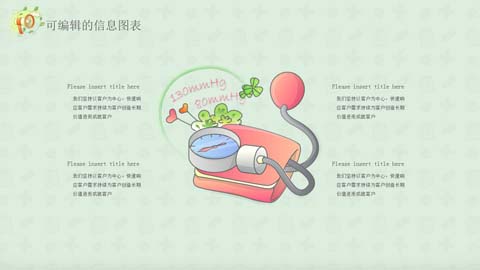 可编辑的信息图表
130mmHg
80mmHg
Please insert title here
我们坚持以客户为中心，快速响
应客户需求持续为客户创造长期
价值进而成就客户
Please insert title here
我们坚持以客户为中心，快速响
应客户需求持续为客户创造长期
价值进而成就客户
Please insert title here
我们坚持以客户为中心，快速响
应客户需求持续为客户创造长期
价值进而成就客户
Please insert title here
我们坚持以客户为中心，快速响
应客户需求持续为客户创造长期
价值进而成就客户